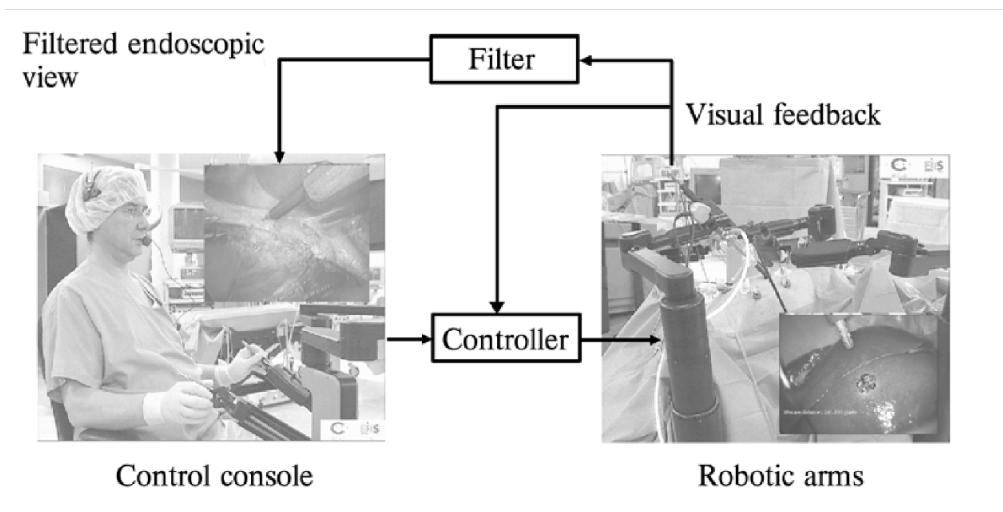 Filtered endoscopic
view
Filter
Visual feedback
Controller
Control console
Robotic arms